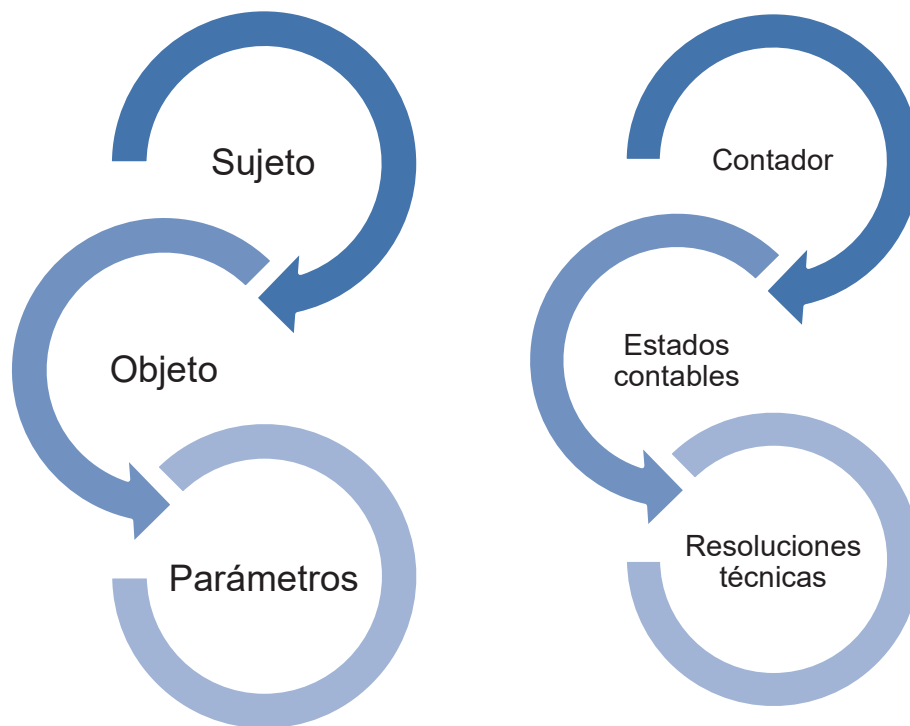 Sujeto
Objeto
Parámetros
Contador
Estados
contables
Resoluciones
técnicas